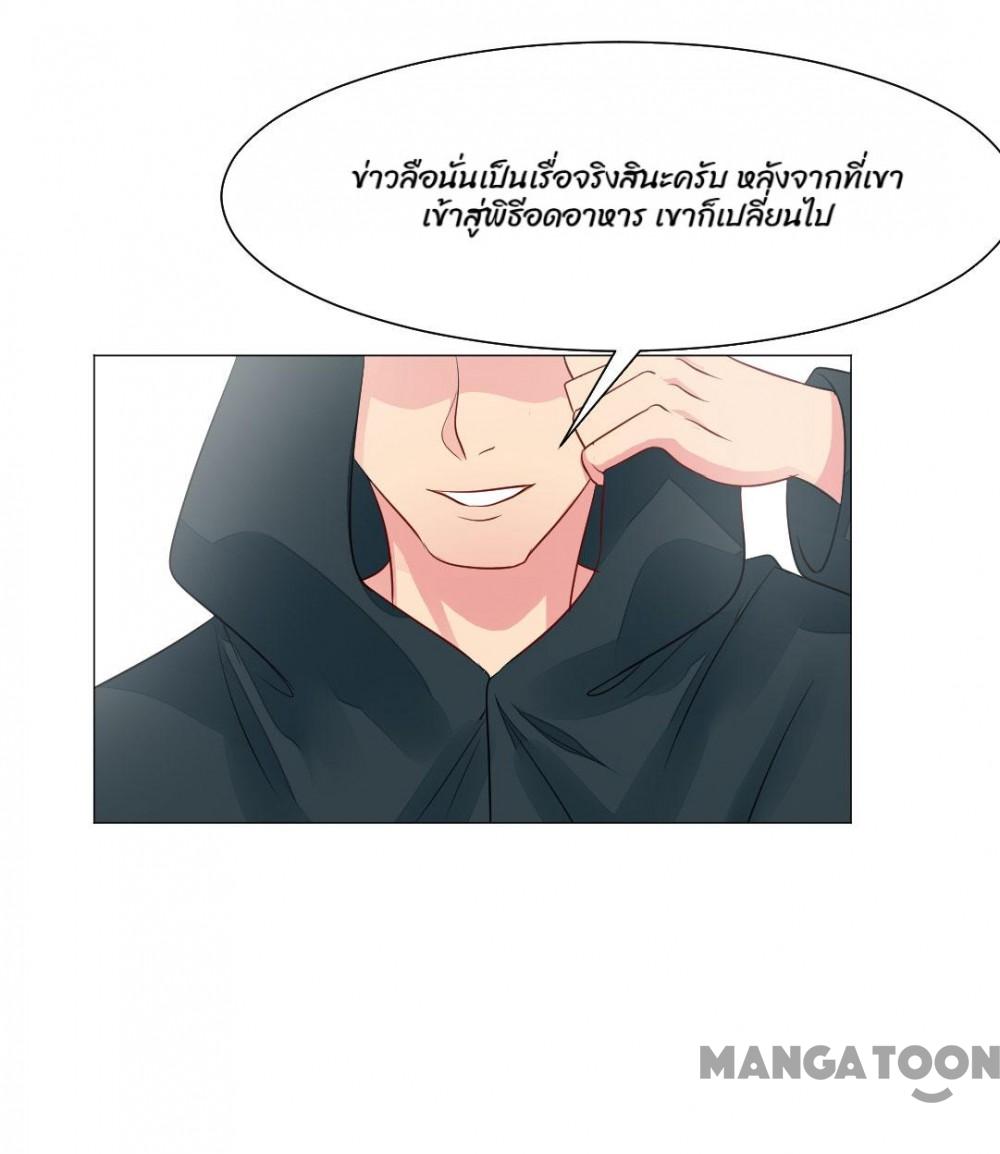 ข่าวลือนั่นเป็นเรื่อจริงสินะครับ หลังจากที่เขา
เข้าสู่พิธีอดอาหาร เขาก็เปลี่ยนไป
MANGATOON